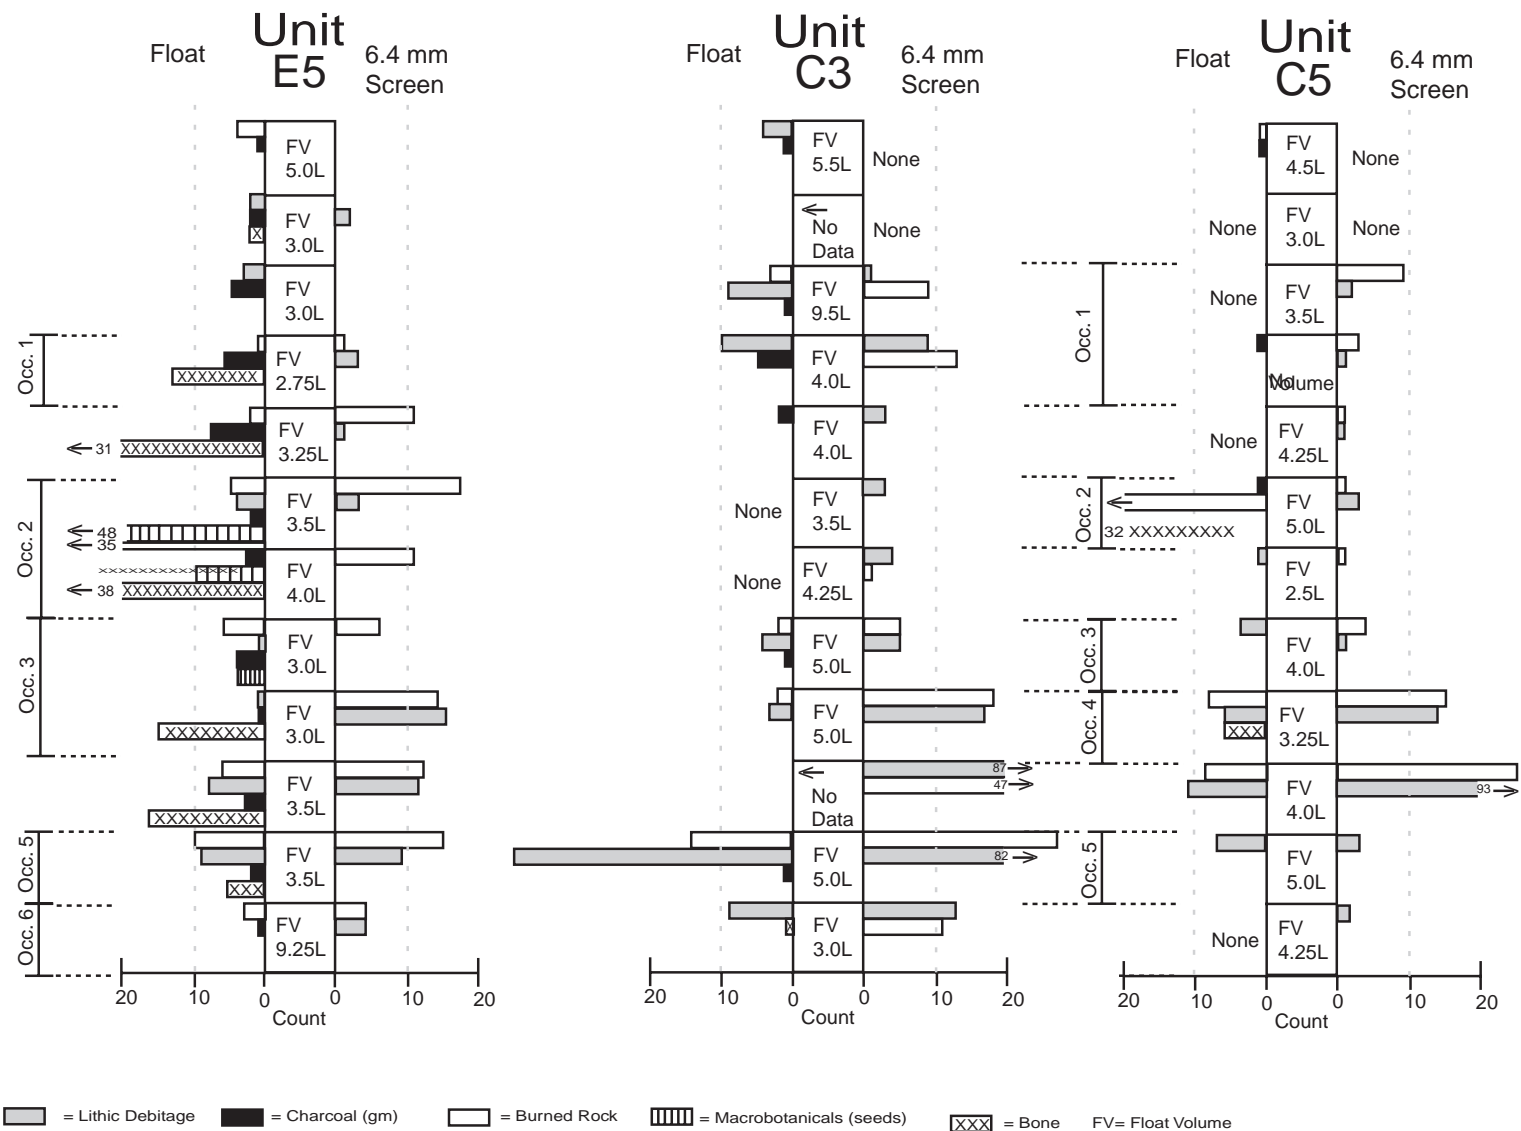 Unit
E5
Float
6.4 mm
Screen
FV
5.0L
FV
3.0L
FV
3.0L
Occ. 1
FV
2.75L
31
FV
3.25L
Occ. 2
48
35
FV
3.5L
38
FV
4.0L
Occ. 3
FV
3.0L
FV
3.0L
FV
3.5L
Occ. 5
FV
3.5L
Occ. 6
FV
9.25L
20 10 0 0 10 20
Count
Unit
C3
Float
6.4 mm
Screen
FV
5.5L
None
No
Data
None
FV
9.5L
FV
4.0L
FV
4.0L
None
FV
3.5L
None
FV
4.25L
FV
5.0L
FV
5.0L
No
Data
87
47
FV
5.0L
82
FV
3.0L
20 10 0 0 10 20
Count
Unit
C5
Float
6.4 mm
Screen
FV
4.5L
None
None
FV
3.0L
None
Occ. 1
None
FV
3.5L
No
Volume
None
FV
4.25L
Occ. 2
FV
5.0L
32 XXXXXXXXX
FV
2.5L
Occ. 3
FV
4.0L
Occ. 4
FV
3.25L
FV
4.0L
93
Occ. 5
FV
5.0L
None
FV
4.25L
20 10 0 0 10 20
Count
= Lithic Debitage
= Charcoal (gm)
= Burned Rock
= Macrobotanicals (seeds)
XXX = Bone
FV= Float Volume